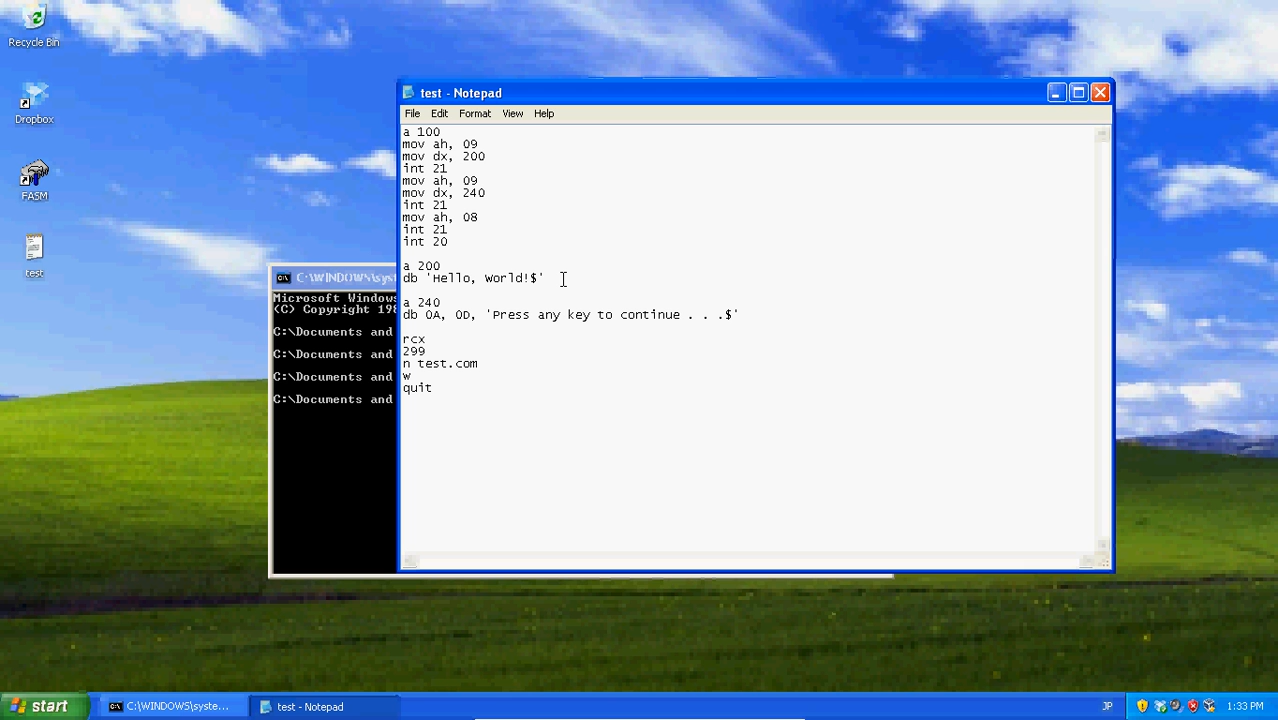 Recycle Bin
Dropbox
FASM
test
test - Notepad
File Edit Format View Help
a 100
mov ah, 09
mov dx, 200
int 21
mov ah, 09
mov dx, 240
int 21
mov ah, 08
int 21
int 20
a 200
db 'Hello, world!$'
a 240
db 0A, 0D, 'Press any key to continue . . .$'
rcx
299
n test.com
w
quit
C:\WINDOWS\syst
Microsoft Windows
(C) Copyright 198
C:\Documents and
C:\Documents and
C:\Documents and
C:\Documents and
start
C:\WINDOWS\syste...
test - Notepad
JP
1:33 PM